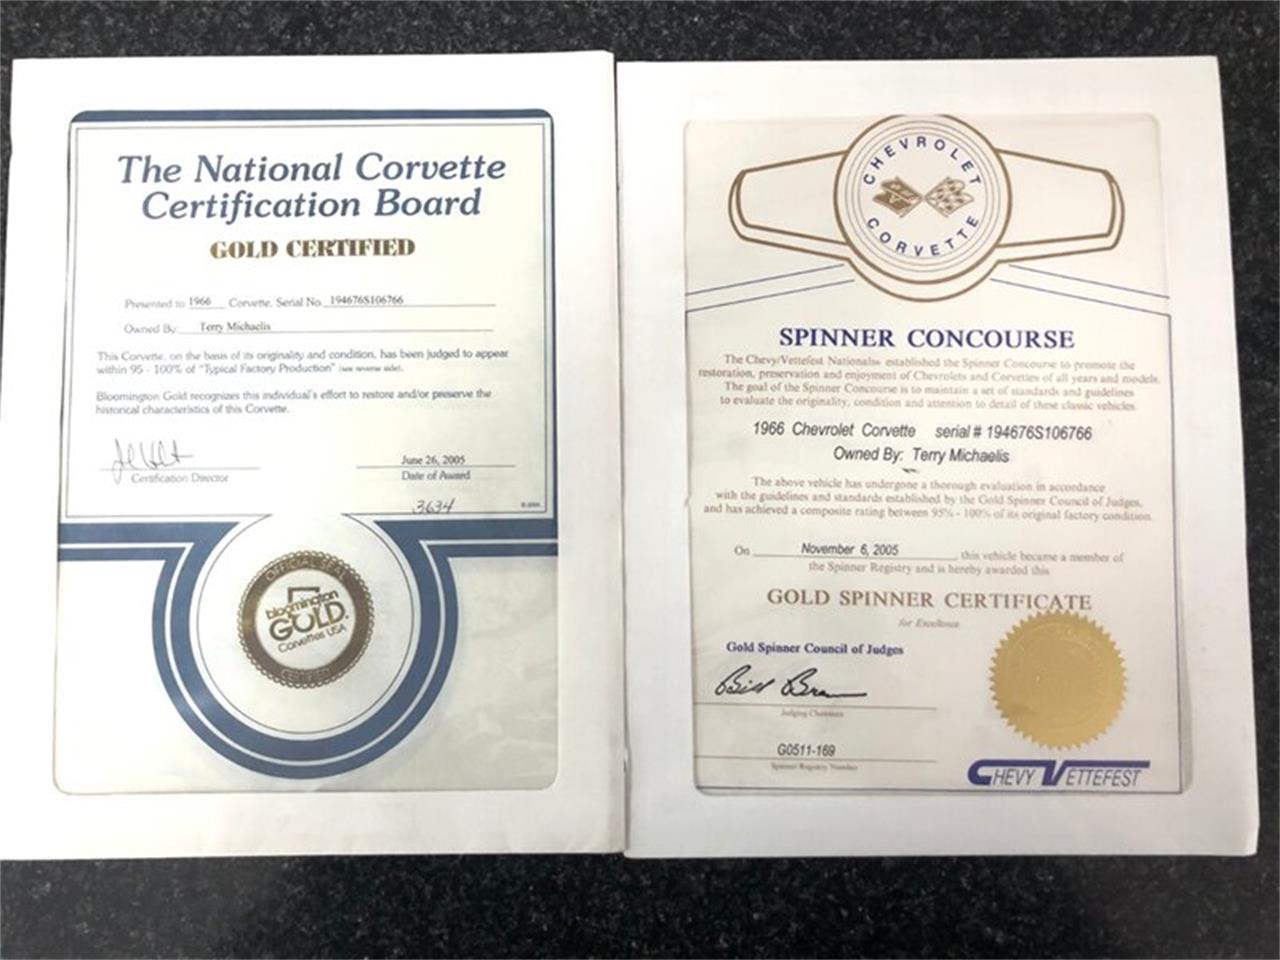 The National Corvette
Certification Board
GOLD CERTIFIED
Presented to 1966 Corvette, Serial No. 194676S106766
Owned By Terry Michaelis
This Corvette, on the basis of its originality and condition, has been judged to appear
within 95 - 100% of "Typical Factory Production" (see reverse side).
Bloomington Gold recognizes this individual's effort to restore and/or preserve the
historical characteristics of this Corvette.
June 26, 2005
Certification Director
Date of Award
3634
OFFICIAL SEAL
bloomington
GOLD.
Corvettes USA
CERTIFIED
CHEVROLET
CORVETTE
SPINNER CONCOURSE
The Chevy/Vettefest Nationals established the Spinner Concourse to promote the
restoration, preservation and enjoyment of Chevrolets and Corvettes of all years and models.
The goal of the Spinner Concourse is to maintain a set of standards and guidelines
to evaluate the originality, condition and attention to detail of these classic vehicles.
1966 Chevrolet Corvette serial # 194676S106766
Owned By: Terry Michaelis
The above vehicle has undergone a thorough evaluation in accordance
with the guidelines and standards established by the Gold Spinner Council of Judges,
and has achieved a composite rating between 95% - 100% of its original factory condition.
On November 6, 2005 this vehicle became a member of
the Spinner Registry and is hereby awarded this
GOLD SPINNER CERTIFICATE
for Excellence.
Gold Spinner Council of Judges
Judging Chairman
G0511-169
Spinner Registry Number
CHEVY VETTEFEST